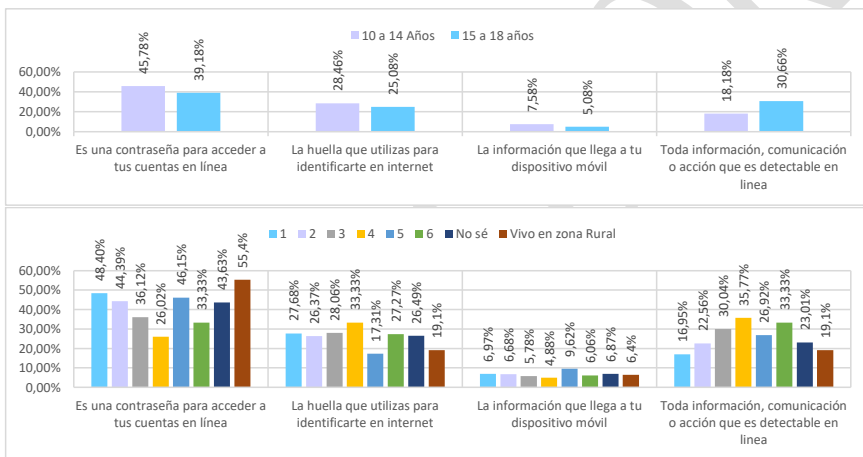 10 a 14 Años 15 a 18 años
45,78% 39,18% 28,46% 25,08% 7,58% 5,08% 18,18% 30,66%
60,00%
40,00%
20,00%
0,00%
Es una contraseña para acceder a La huella que utilizas para La información que llega a tu Toda información, comunicación
tus cuentas en línea identificarte en internet dispositivo móvil o acción que es detectable en
linea
1 2 3 4 5 6 No sé Vivo en zona Rural
48,40% 44,39% 36,12% 26,02% 46,15% 33,33% 43,63% 55,4% 27,68% 26,37% 28,06% 33,33% 17,31% 27,27% 26,49% 19,1% 6,97% 6,68% 5,78% 4,88% 9,62% 6,06% 6,87% 6,4% 16,95% 22,56% 30,04% 35,77% 26,92% 33,33% 23,01% 19,1%
60,00%
50,00%
40,00%
30,00%
20,00%
10,00%
0,00%
Es una contraseña para acceder a La huella que utilizas para La información que llega a tu Toda información, comunicación
tus cuentas en línea identificarte en internet dispositivo móvil o acción que es detectable en
linea